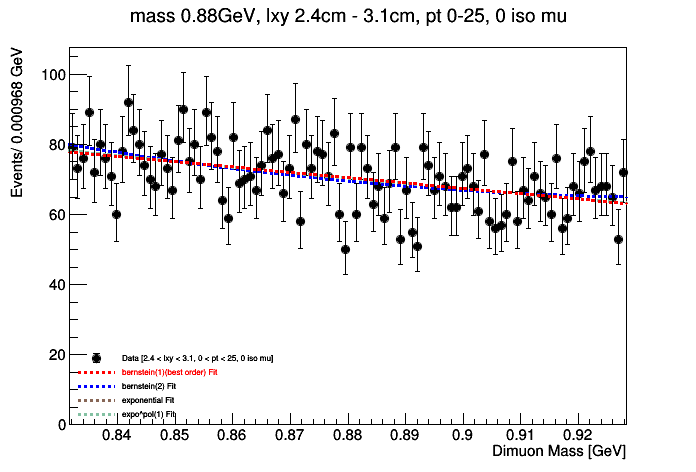 mass 0.88GeV, lxy 2.4cm - 3.1cm, pt 0-25, 0 iso mu
Events/ 0.000968 GeV
100
80
60
40
20
0
Data [2.4 < lxy < 3.1, 0 < pt < 25, 0 iso mu]
bernstein(1)(best order) Fit
bernstein(2) Fit
exponential Fit
expo*pol(1) Fit
0.84 0.85 0.86 0.87 0.88 0.89 0.9 0.91 0.92
Dimuon Mass [GeV]